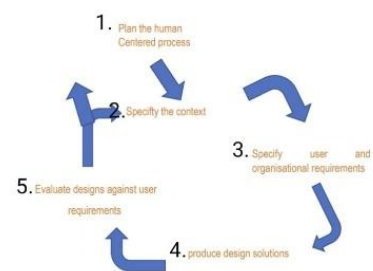 1. Plan the human
Centered process
2. Specifty the context
3. Specify user and
organisational requirements
4. produce design solutions
5. Evaluate designs against user
requirements